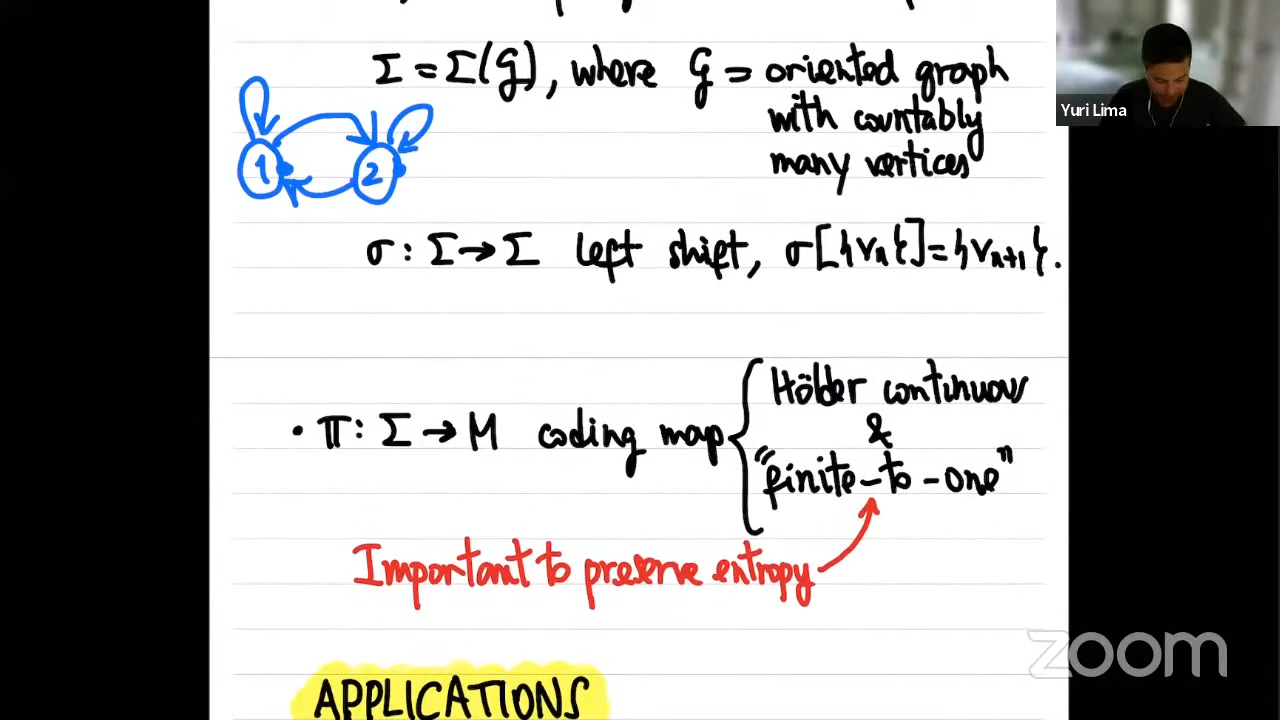 Σ = Σ(G), where G = oriented graph
with countably
many vertices
1 2
σ : Σ → Σ left shift, σ[{vₙ}] = {vₙ₊₁}.
• π : Σ → M coding map { Hölder continuous
&
"finite-to-one"
Important to preserve entropy
APPLICATIONS
Yuri Lima
zoom